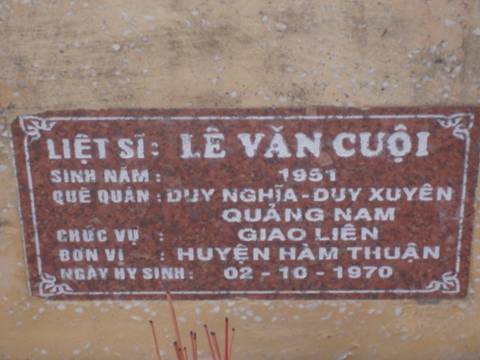 LIỆT SĨ: LÊ VĂN CUỘI
SINH NĂM: 1951
QUÊ QUÁN: DUY NGHĨA-DUY XUYÊN
QUẢNG NAM
CHỨC VỤ: GIAO LIÊN
ĐƠN VỊ: HUYỆN HÀM THUẬN
NGÀY HY SINH: 02-10-1970